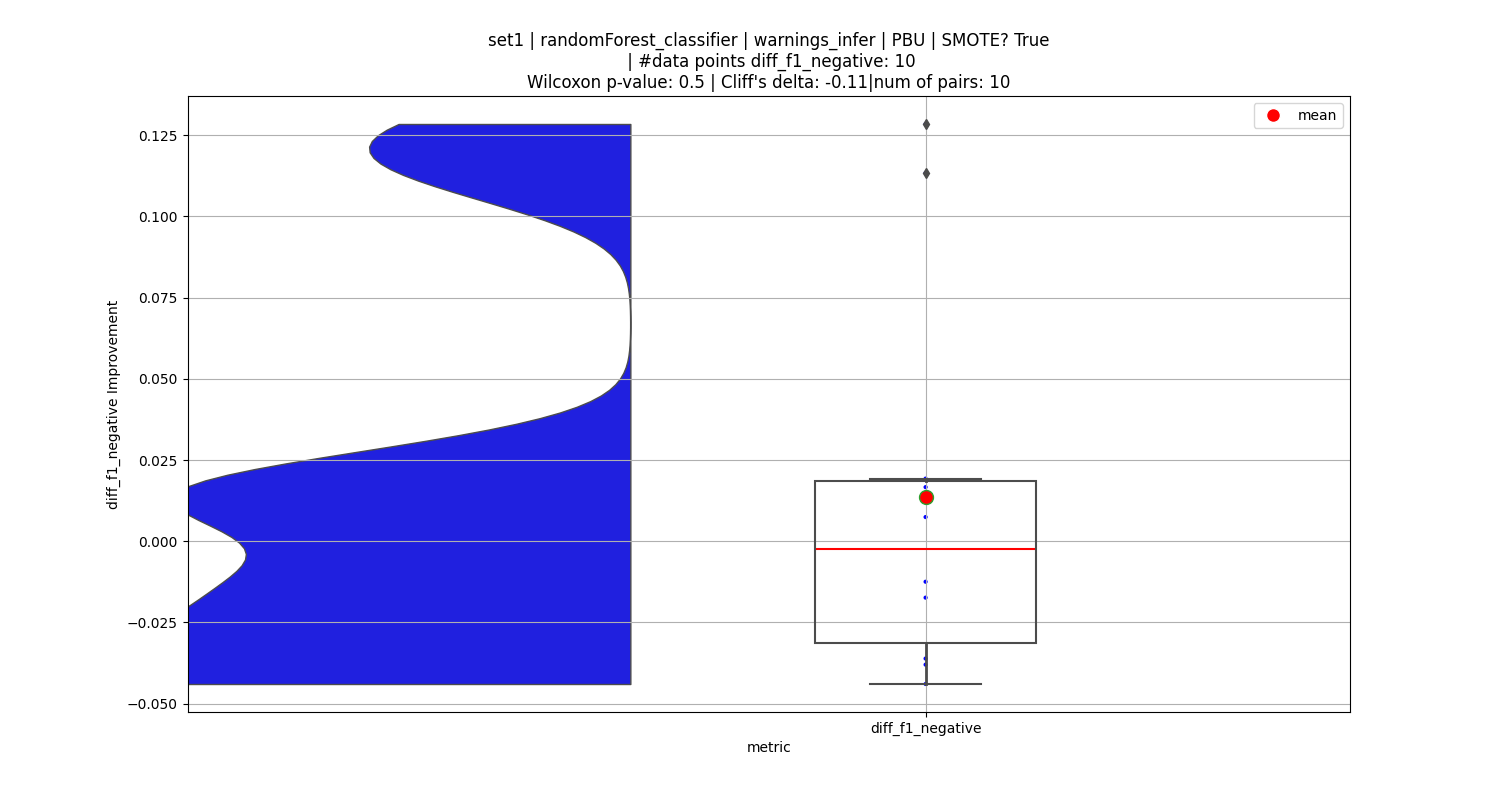 set1 | randomForest_classifier | warnings_infer | PBU | SMOTE? True
| #data points diff_f1_negative: 10
Wilcoxon p-value: 0.5 | Cliff's delta: -0.11|num of pairs: 10
mean
0.125
0.100
0.075
0.050
0.025
0.000
−0.025
−0.050
diff_f1_negative Improvement
diff_f1_negative
metric